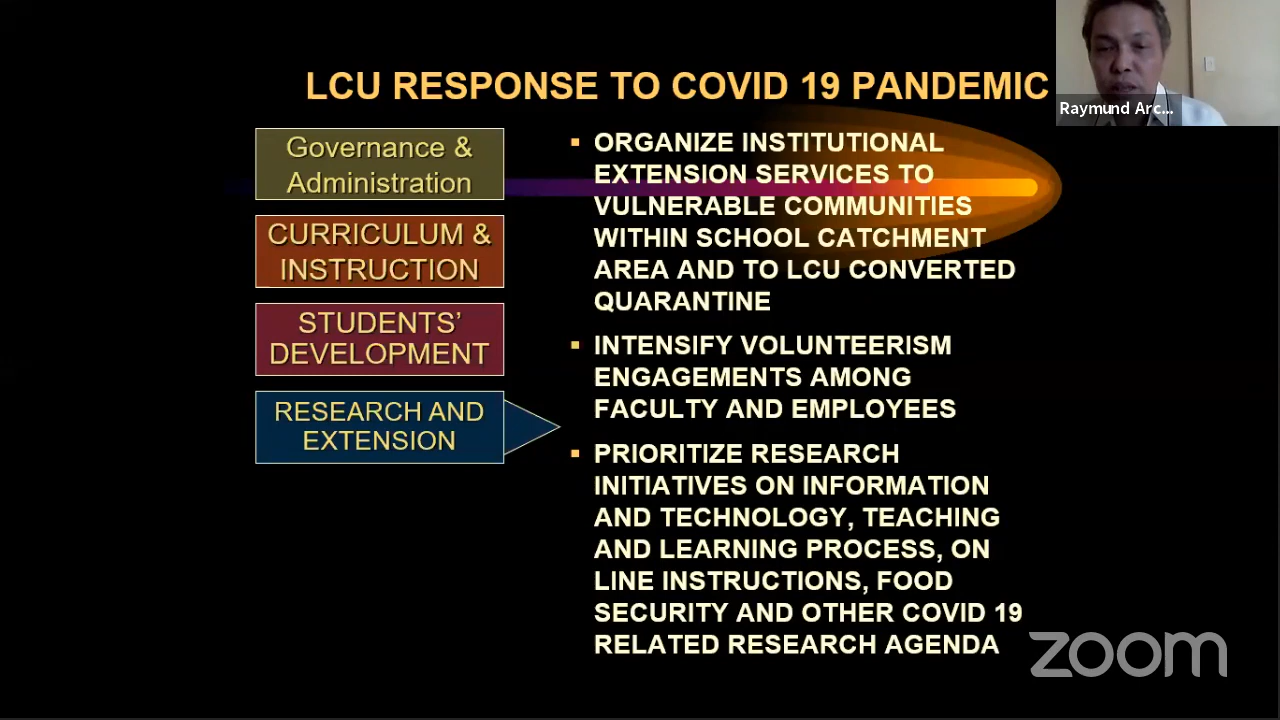 LCU RESPONSE TO COVID 19 PANDEMIC
Raymund Arc...
Governance &
Administration
CURRICULUM &
INSTRUCTION
STUDENTS’
DEVELOPMENT
RESEARCH AND
EXTENSION
▪ ORGANIZE INSTITUTIONAL
EXTENSION SERVICES TO
VULNERABLE COMMUNITIES
WITHIN SCHOOL CATCHMENT
AREA AND TO LCU CONVERTED
QUARANTINE
▪ INTENSIFY VOLUNTEERISM
ENGAGEMENTS AMONG
FACULTY AND EMPLOYEES
▪ PRIORITIZE RESEARCH
INITIATIVES ON INFORMATION
AND TECHNOLOGY, TEACHING
AND LEARNING PROCESS, ON
LINE INSTRUCTIONS, FOOD
SECURITY AND OTHER COVID 19
RELATED RESEARCH AGENDA
zoom